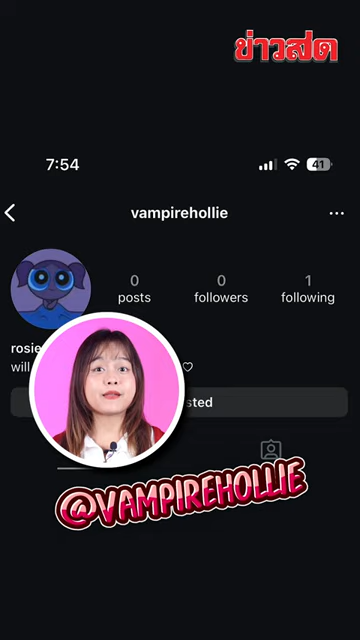 ข่าวสด
7:54
41
vampirehollie
0 0 1
posts followers following
rosie
will ♡
sted
@VAMPIREHOLLIE